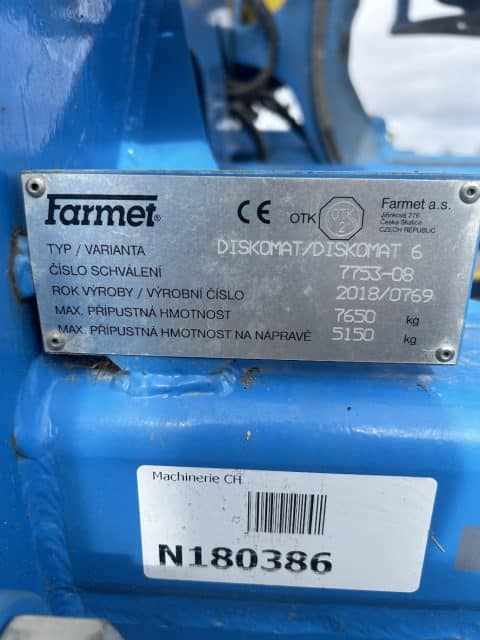 Farmet®
CE
OTK
OTK
2
Farmet a.s.
Jiřinková 276
Česká Skalice
CZECH REPUBLIC
TYP / VARIANTA DISKOMAT/DISKOMAT 6
ČÍSLO SCHVÁLENÍ 7753-08
ROK VÝROBY / VÝROBNÍ ČÍSLO 2018/0769
MAX. PŘÍPUSTNÁ HMOTNOST 7650 kg
MAX. PŘÍPUSTNÁ HMOTNOST NA NÁPRAVĚ 5150 kg
Machinerie CH
N180386